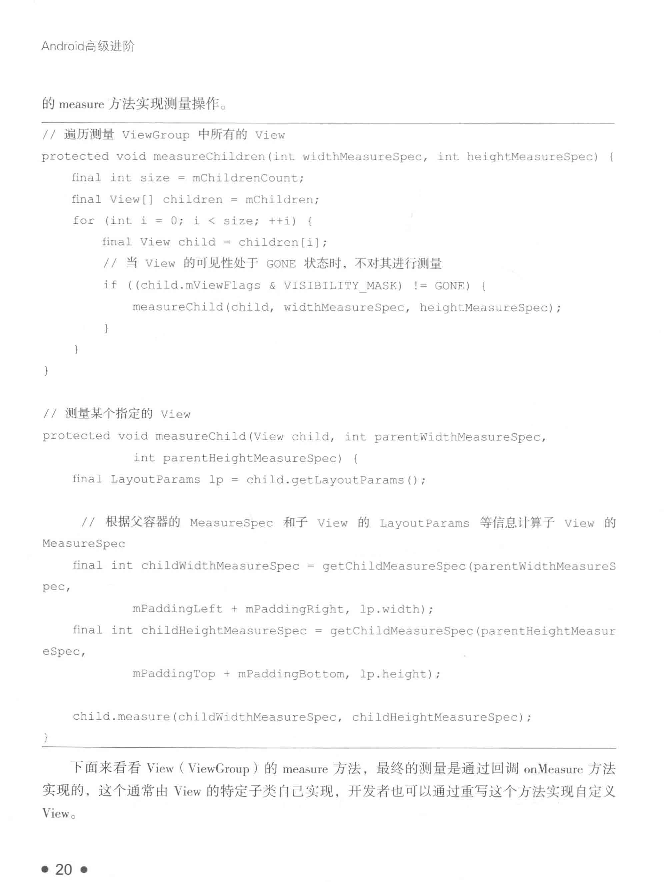 Android高级进阶
的 measure 方法实现测量操作。
// 遍历测量 ViewGroup 中所有的 View
protected void measureChildren(int widthMeasureSpec, int heightMeasureSpec) {
final int size = mChildrenCount;
final View[] children = mChildren;
for (int i = 0; i < size; ++i) {
final View child = children[i];
// 当 View 的可见性处于 GONE 状态时，不对其进行测量
if ((child.mViewFlags & VISIBILITY_MASK) != GONE) {
measureChild(child, widthMeasureSpec, heightMeasureSpec);
}
}
}
// 测量某个指定的 View
protected void measureChild(View child, int parentWidthMeasureSpec,
int parentHeightMeasureSpec) {
final LayoutParams lp = child.getLayoutParams();
// 根据父容器的 MeasureSpec 和子 View 的 LayoutParams 等信息计算子 View 的
MeasureSpec
final int childWidthMeasureSpec = getChildMeasureSpec(parentWidthMeasureS
pec,
mPaddingLeft + mPaddingRight, lp.width);
final int childHeightMeasureSpec = getChildMeasureSpec(parentHeightMeasur
eSpec,
mPaddingTop + mPaddingBottom, lp.height);
child.measure(childWidthMeasureSpec, childHeightMeasureSpec);
}
下面来看看 View（ViewGroup）的 measure 方法，最终的测量是通过回调 onMeasure 方法
实现的，这个通常由 View 的特定子类自己实现，开发者也可以通过重写这个方法实现自定义
View。
● 20 ●